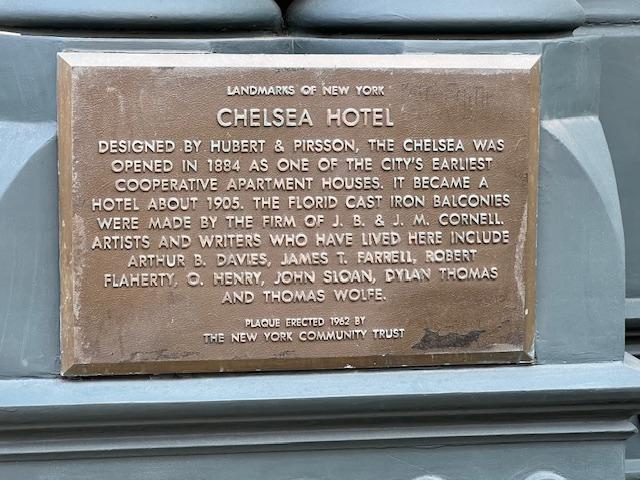 LANDMARKS OF NEW YORK
CHELSEA HOTEL
DESIGNED BY HUBERT & PIRSSON, THE CHELSEA WAS
OPENED IN 1884 AS ONE OF THE CITY'S EARLIEST
COOPERATIVE APARTMENT HOUSES. IT BECAME A
HOTEL ABOUT 1905. THE FLORID CAST IRON BALCONIES
WERE MADE BY THE FIRM OF J. B. & J. M. CORNELL.
ARTISTS AND WRITERS WHO HAVE LIVED HERE INCLUDE
ARTHUR B. DAVIES, JAMES T. FARRELL, ROBERT
FLAHERTY, O. HENRY, JOHN SLOAN, DYLAN THOMAS
AND THOMAS WOLFE.
PLAQUE ERECTED 1962 BY
THE NEW YORK COMMUNITY TRUST